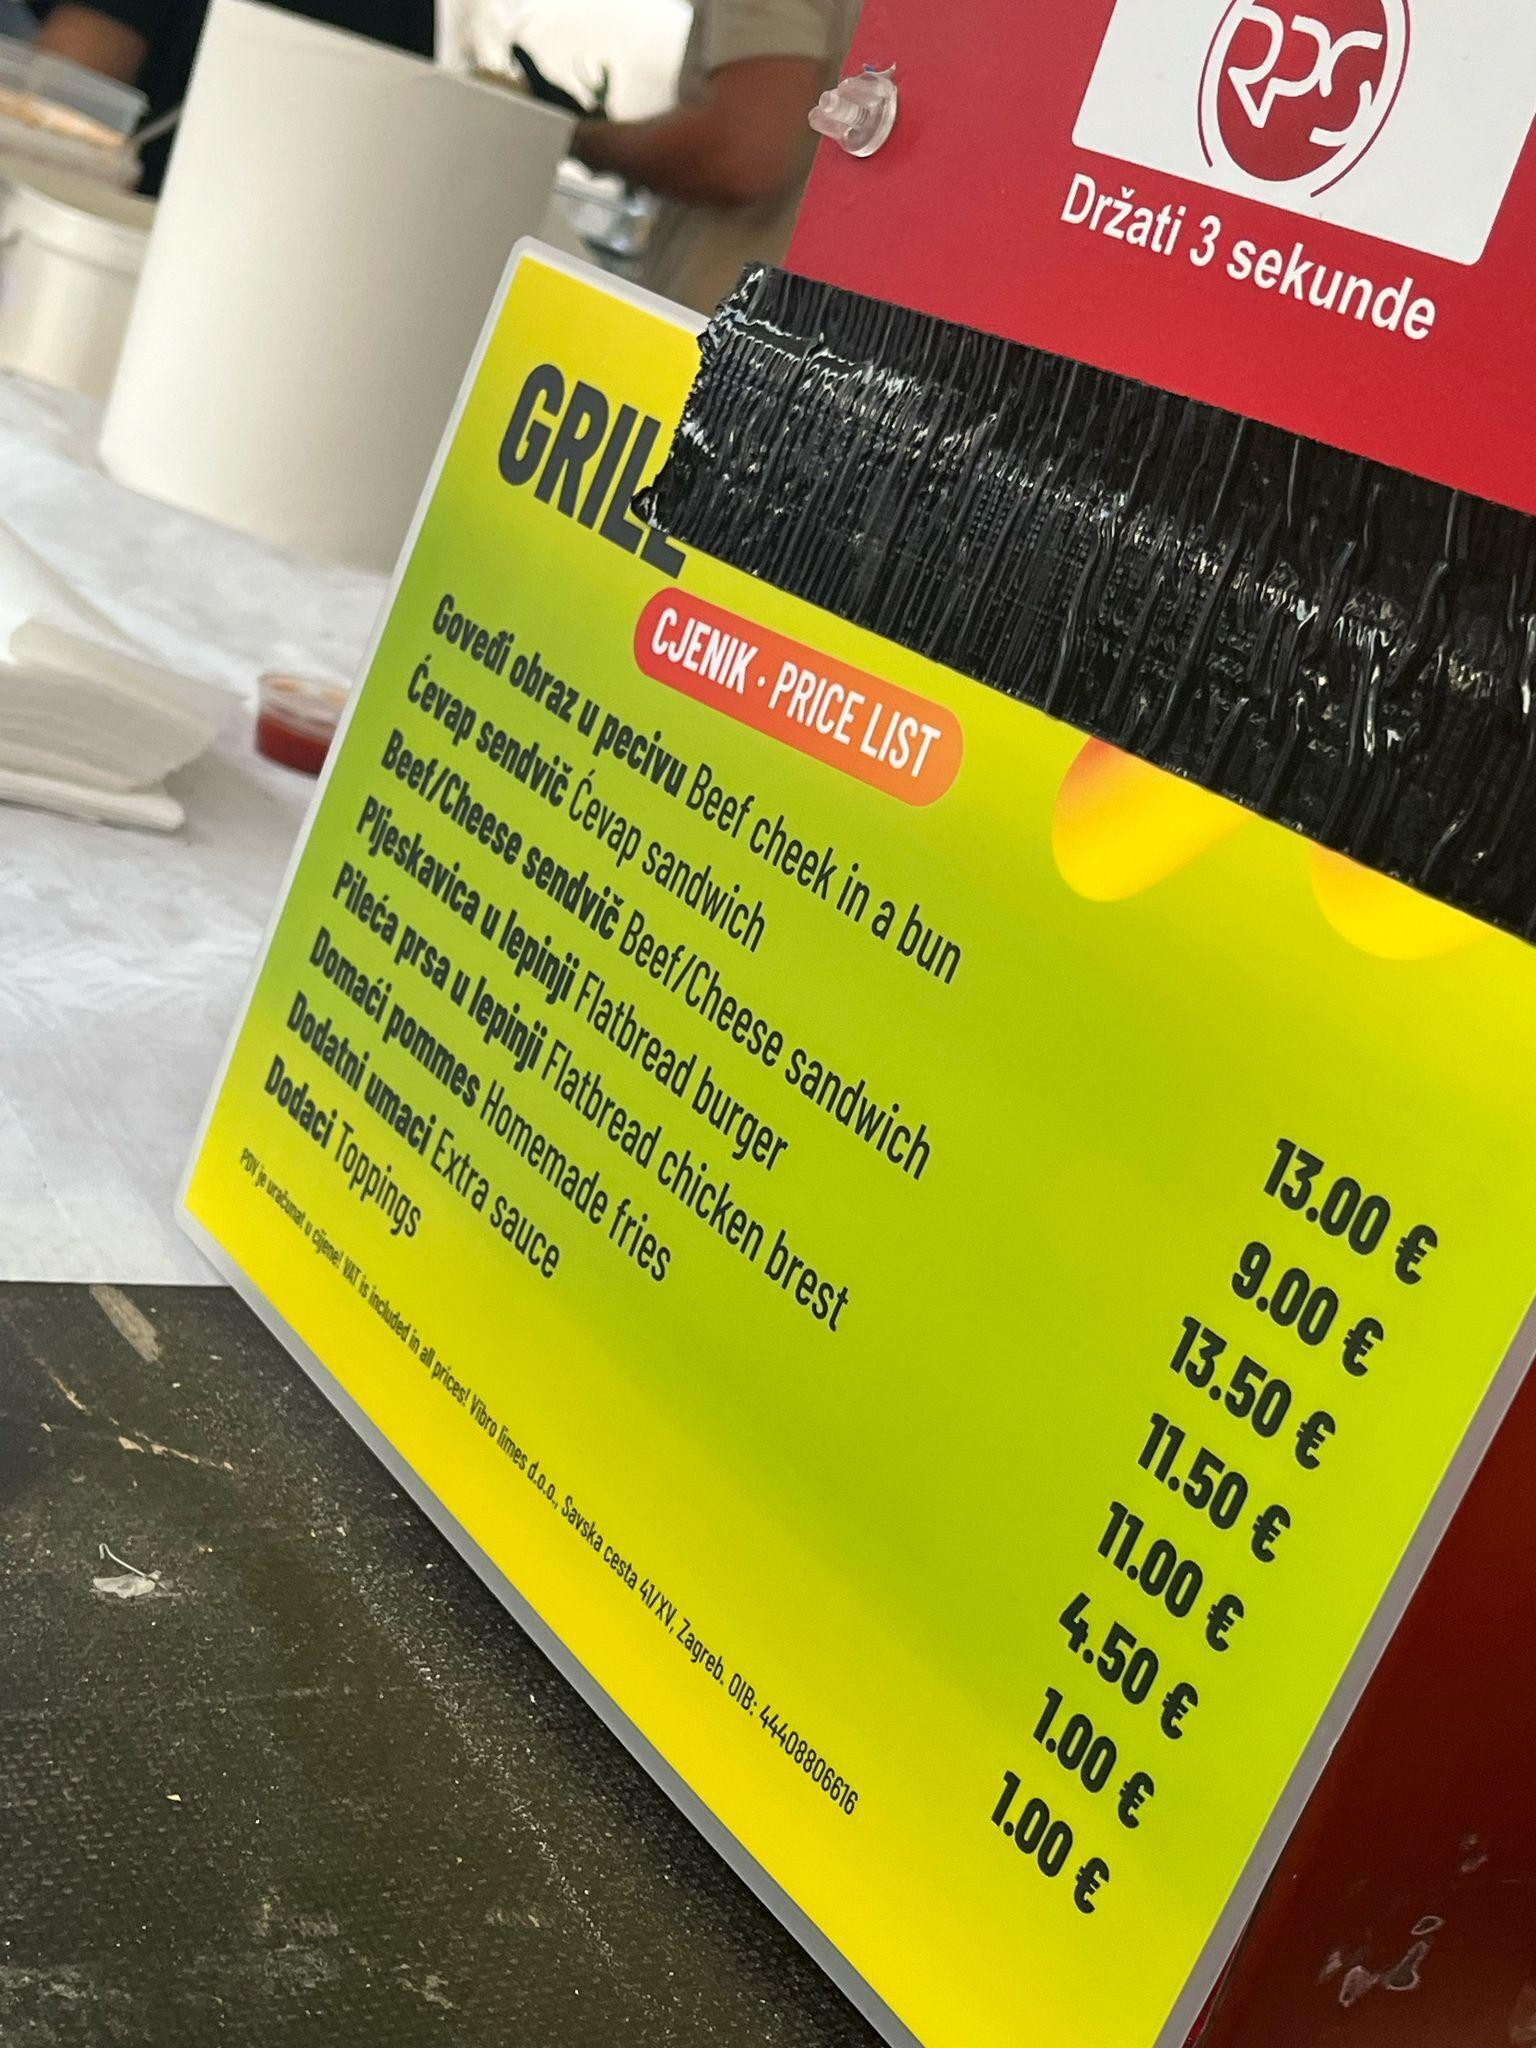 RPS
Držati 3 sekunde
GRILL
CJENIK · PRICE LIST
Goveđi obraz u pecivu Beef cheek in a bun 13.00 €
Ćevap sendvič Ćevap sandwich 9.00 €
Beef/Cheese sendvič Beef/Cheese sandwich 13.50 €
Pljeskavica u lepinji Flatbread burger 11.50 €
Pileća prsa u lepinji Flatbread chicken brest 11.00 €
Domaći pommes Homemade fries 4.50 €
Dodatni umaci Extra sauce 1.00 €
Dodaci Toppings 1.00 €
PDV je uračunat u cijene! VAT is included in all prices! Vibro limes d.o.o., Savska cesta 41/XV, Zagreb. OIB: 44408806616